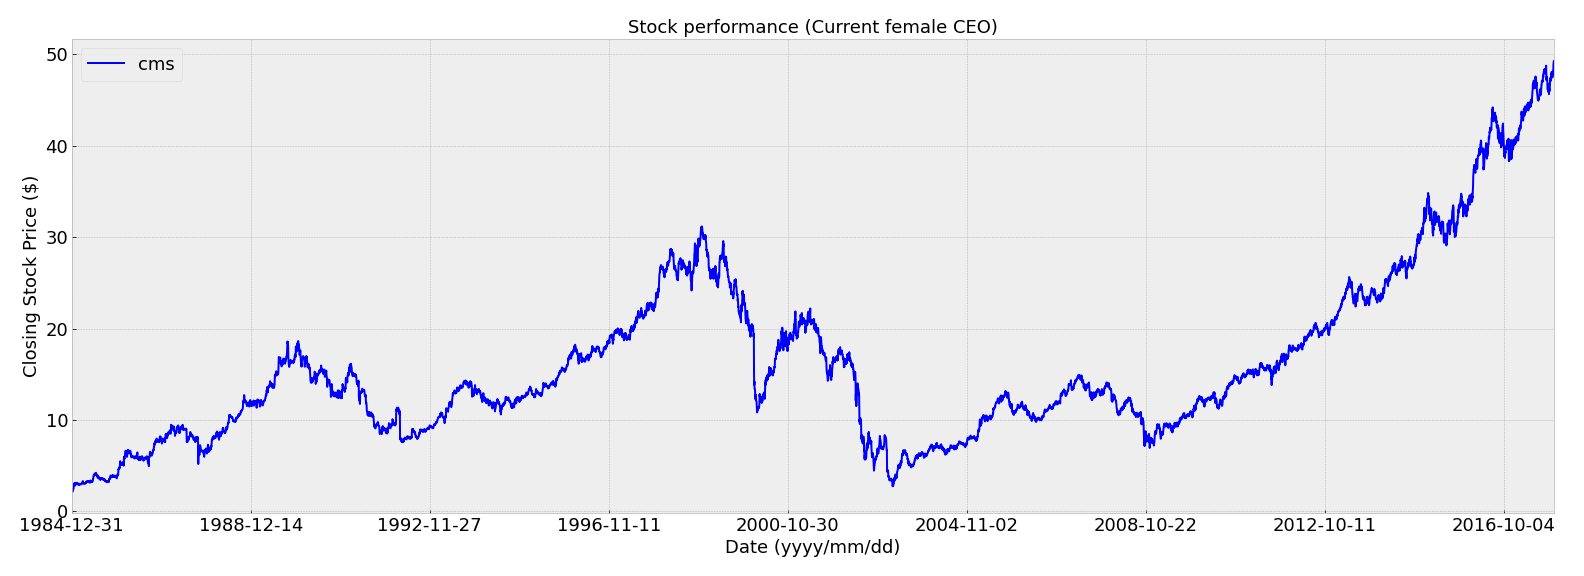 Stock performance (Current female CEO)
cms
Closing Stock Price ($)
50
40
30
20
10
0
1984-12-31 1988-12-14 1992-11-27 1996-11-11 2000-10-30 2004-11-02 2008-10-22 2012-10-11 2016-10-04
Date (yyyy/mm/dd)